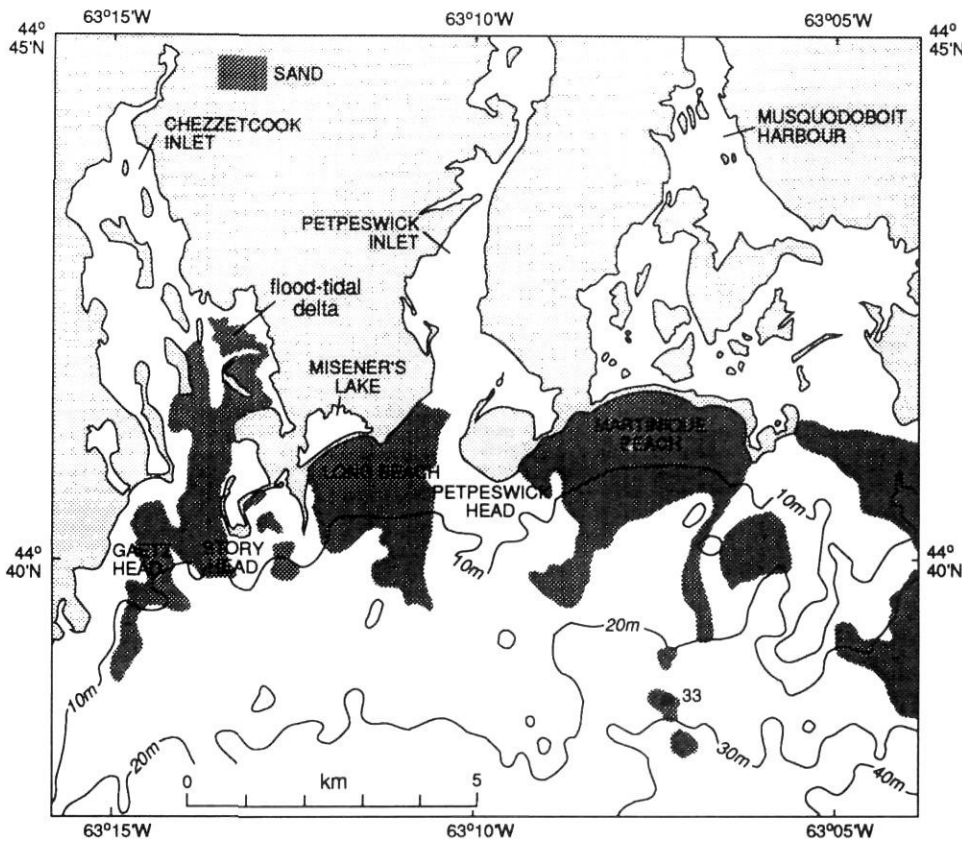 63°15'W 63°10'W 63°05'W
44°
45'N
44°
45'N
SAND
CHEZZETCOOK
INLET
MUSQUODOBOIT
HARBOUR
PETPESWICK
INLET
flood-tidal
delta
MISENER'S
LAKE
MARTINIQUE
BEACH
LONG BEACH
PETPESWICK
HEAD
10m
10m
GAETZ
HEAD
STORY
HEAD
44°
40'N
44°
40'N
20m
33
10m
20m
30m
40m
0 km 5
63°15'W 63°10'W 63°05'W